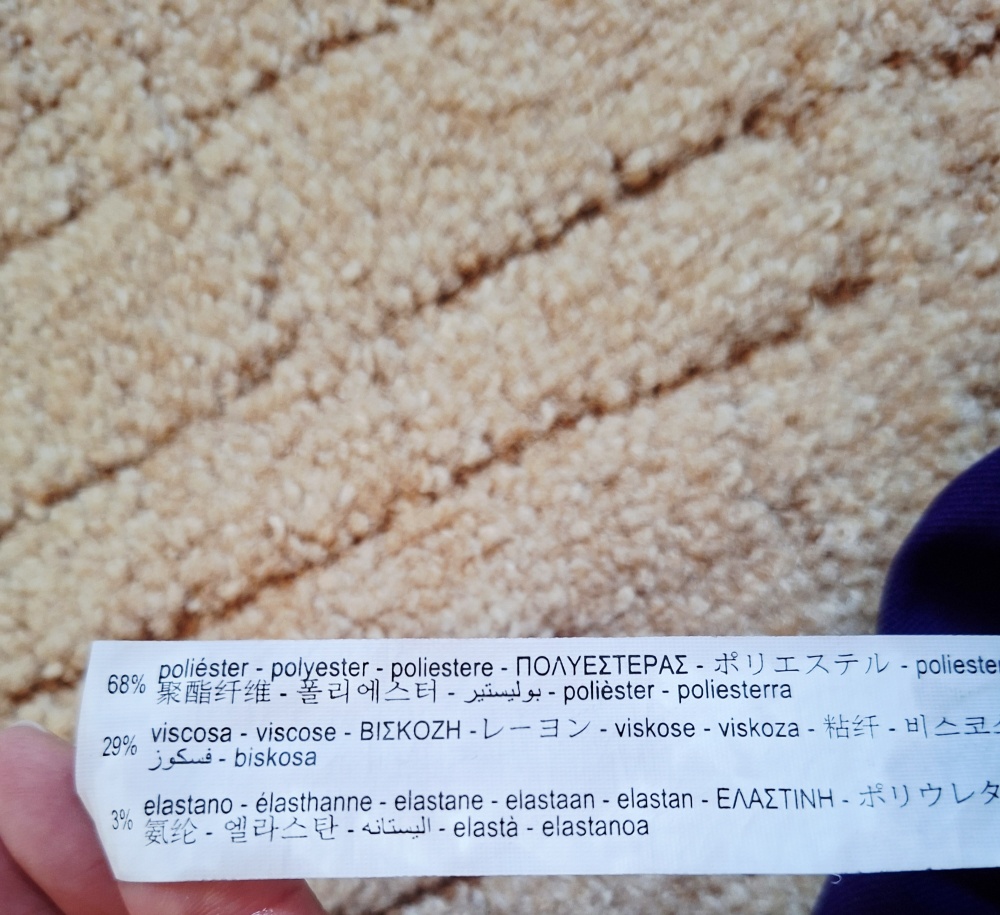 68% poliéster - polyester - poliestere - ΠΟΛΥΕΣΤΕΡΑΣ - ポリエステル - poliester
聚酯纤维 - 폴리에스터 - بوليستير - polièster - poliesterra
29% viscosa - viscose - ΒΙΣΚΟΖΗ - レーヨン - viskose - viskoza - 粘纤 - 비스코스
فسكوز - biskosa
3% elastano - élasthanne - elastane - elastaan - elastan - ΕΛΑΣΤΙΝΗ - ポリウレタ
氨纶 - 엘라스탄 - اليستانه - elastà - elastanoa